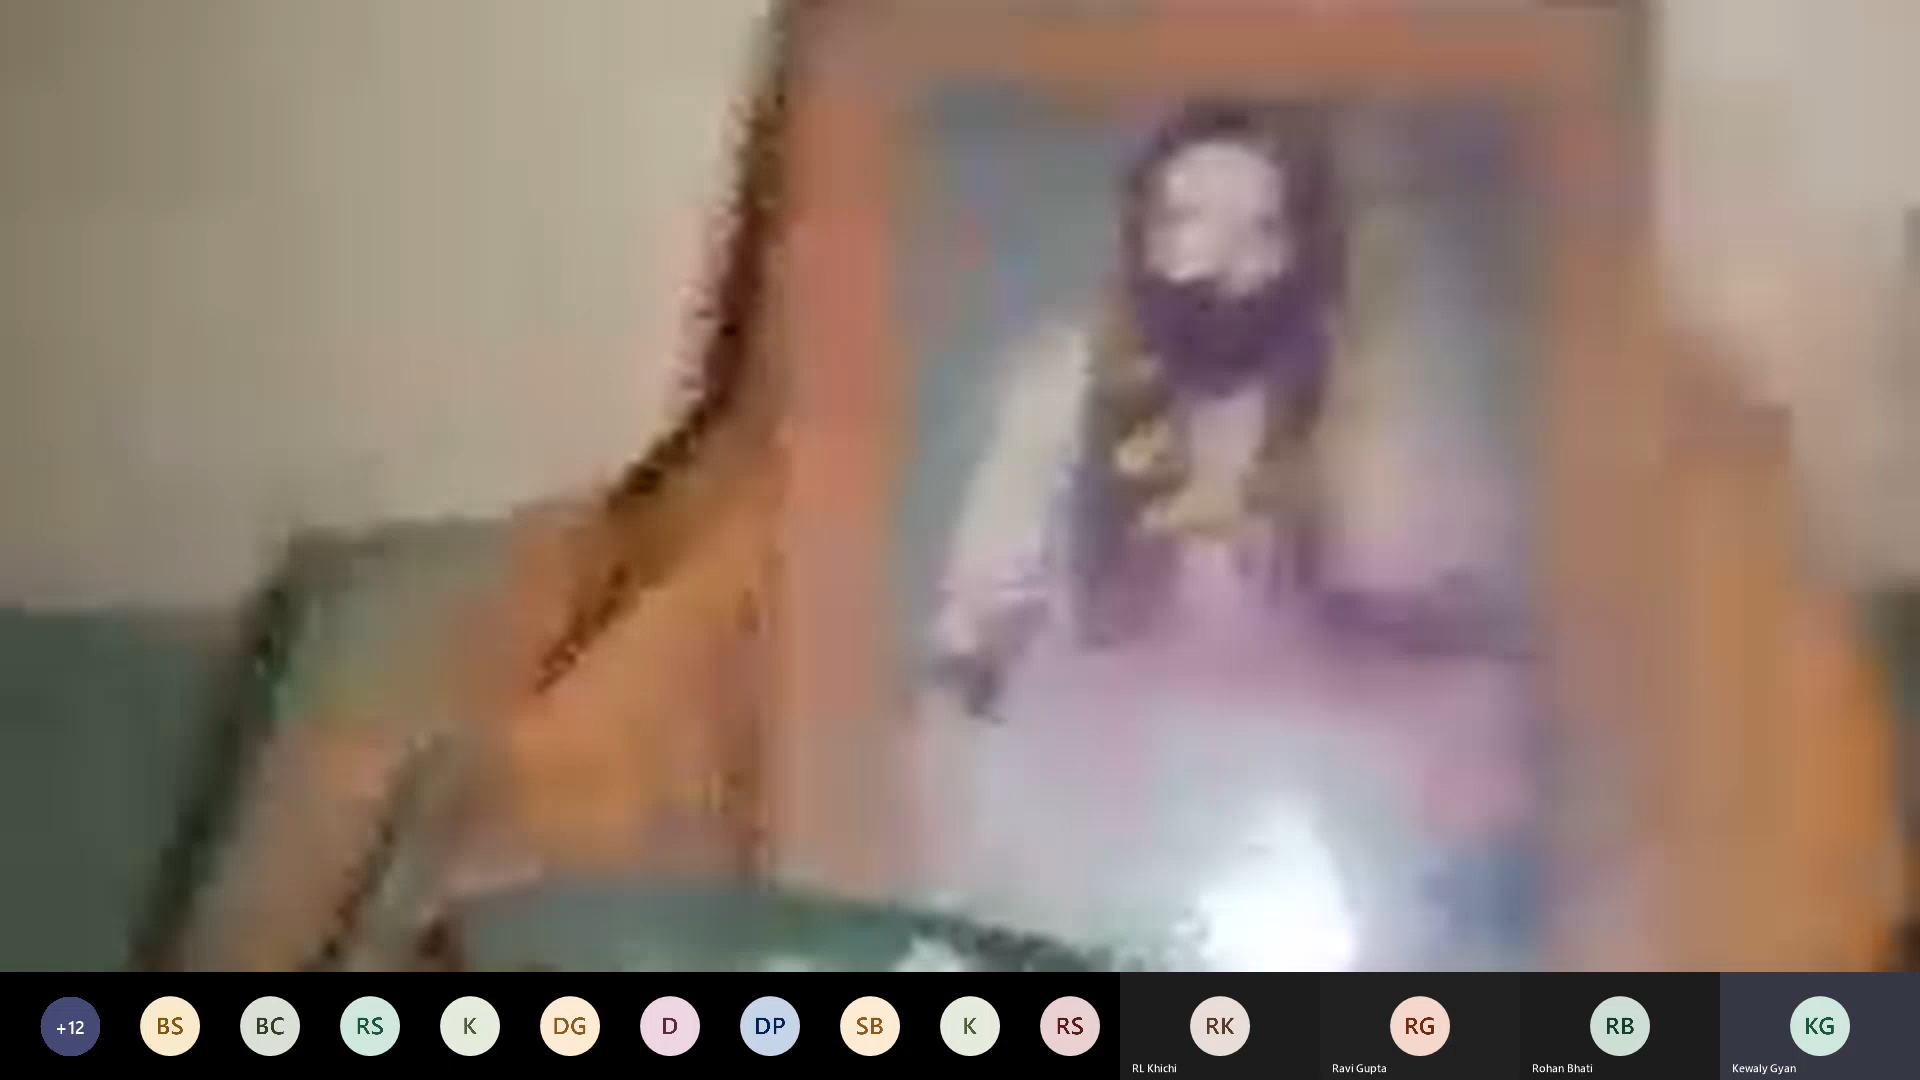 +12 BS BC RS K DG D DP SB K RS RK RG RB KG
RL Khichi Ravi Gupta Rohan Bhati Kewaly Gyan